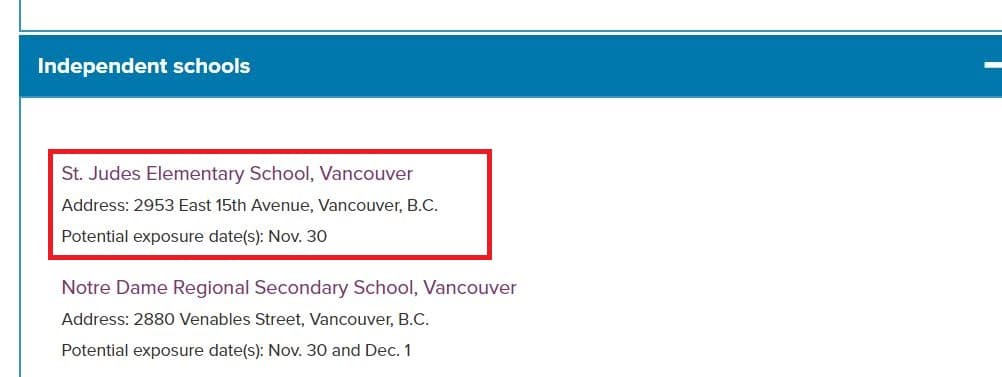 Independent schools
St. Judes Elementary School, Vancouver
Address: 2953 East 15th Avenue, Vancouver, B.C.
Potential exposure date(s): Nov. 30
Notre Dame Regional Secondary School, Vancouver
Address: 2880 Venables Street, Vancouver, B.C.
Potential exposure date(s): Nov. 30 and Dec. 1